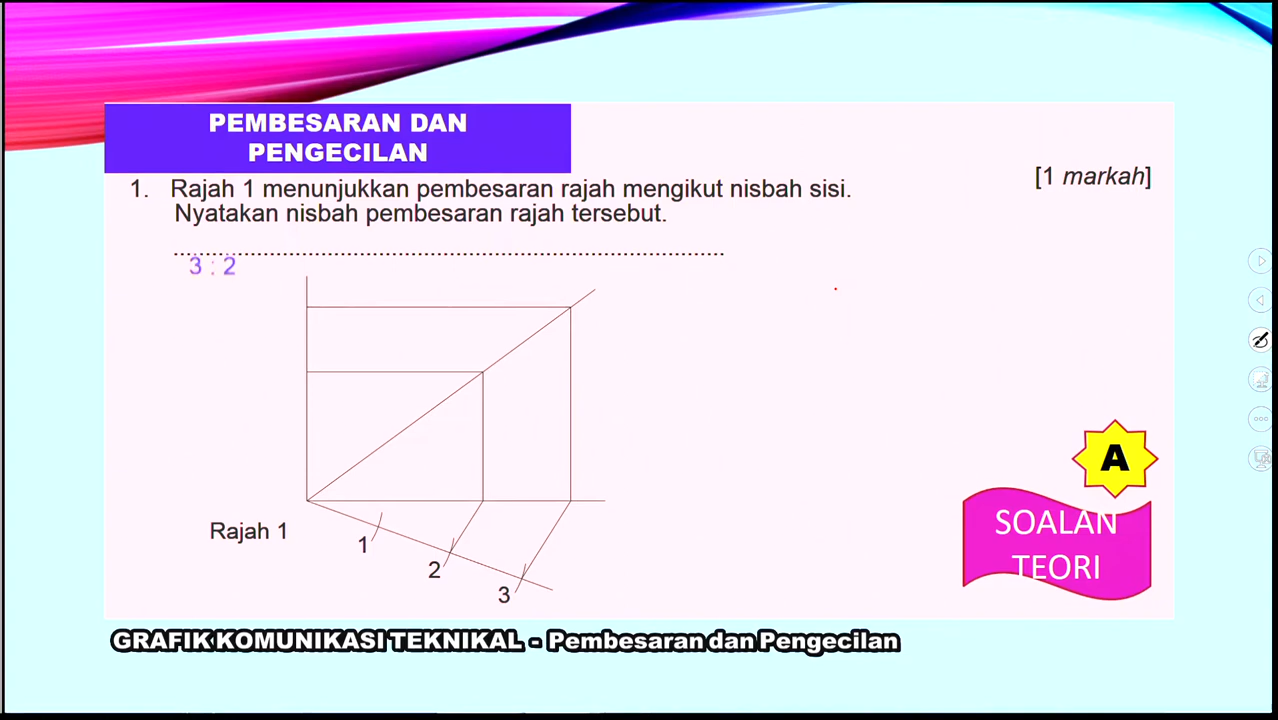 PEMBESARAN DAN
PENGECILAN
[1 markah]
1. Rajah 1 menunjukkan pembesaran rajah mengikut nisbah sisi.
Nyatakan nisbah pembesaran rajah tersebut.
................................................................................
3 : 2
Rajah 1
1
2
3
A
SOALAN
TEORI
GRAFIK KOMUNIKASI TEKNIKAL - Pembesaran dan Pengecilan